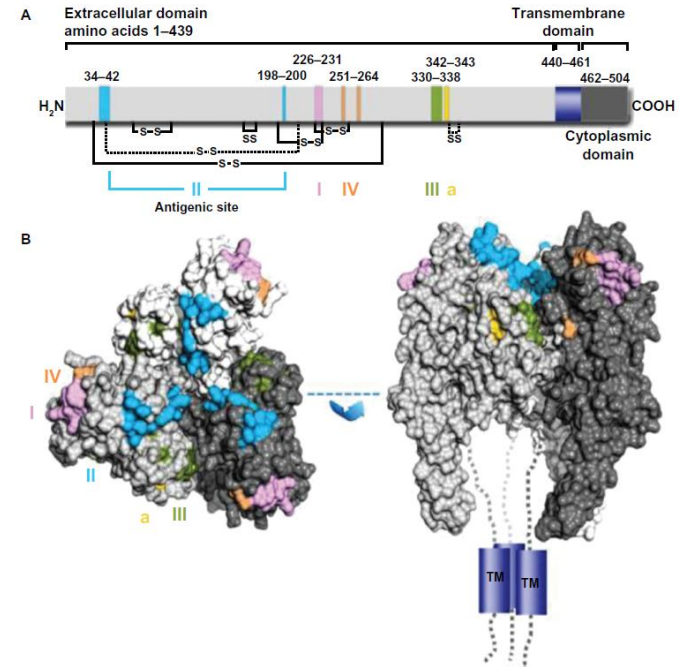 A
Extracellular domain
amino acids 1–439
Transmembrane
domain
226–231
342–343
440–461
34–42
198–200
251–264
330–338
462–504
H2N
COOH
S-S
SS
S-S
S-S
SS
S-S
S-S
Cytoplasmic
domain
II
I
IV
III
a
Antigenic site
B
IV
I
II
a
III
TM
TM